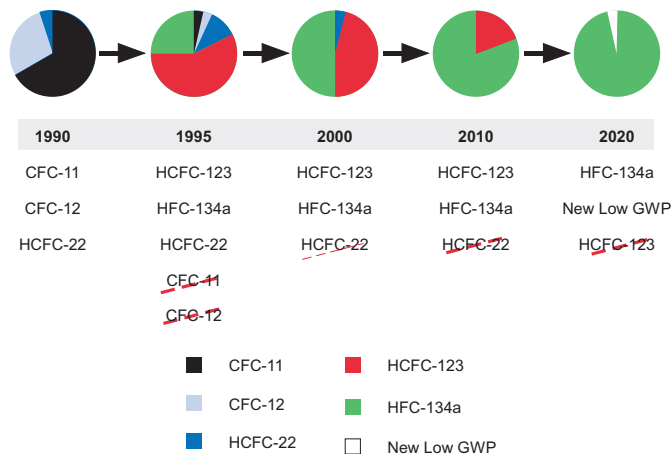 1990 1995 2000 2010 2020
CFC-11 HCFC-123 HCFC-123 HCFC-123 HFC-134a
CFC-12 HFC-134a HFC-134a HFC-134a New Low GWP
HCFC-22 HCFC-22 HCFC-22 HCFC-22 HCFC-123
CFC-11
CFC-12
CFC-11 HCFC-123
CFC-12 HFC-134a
HCFC-22 New Low GWP